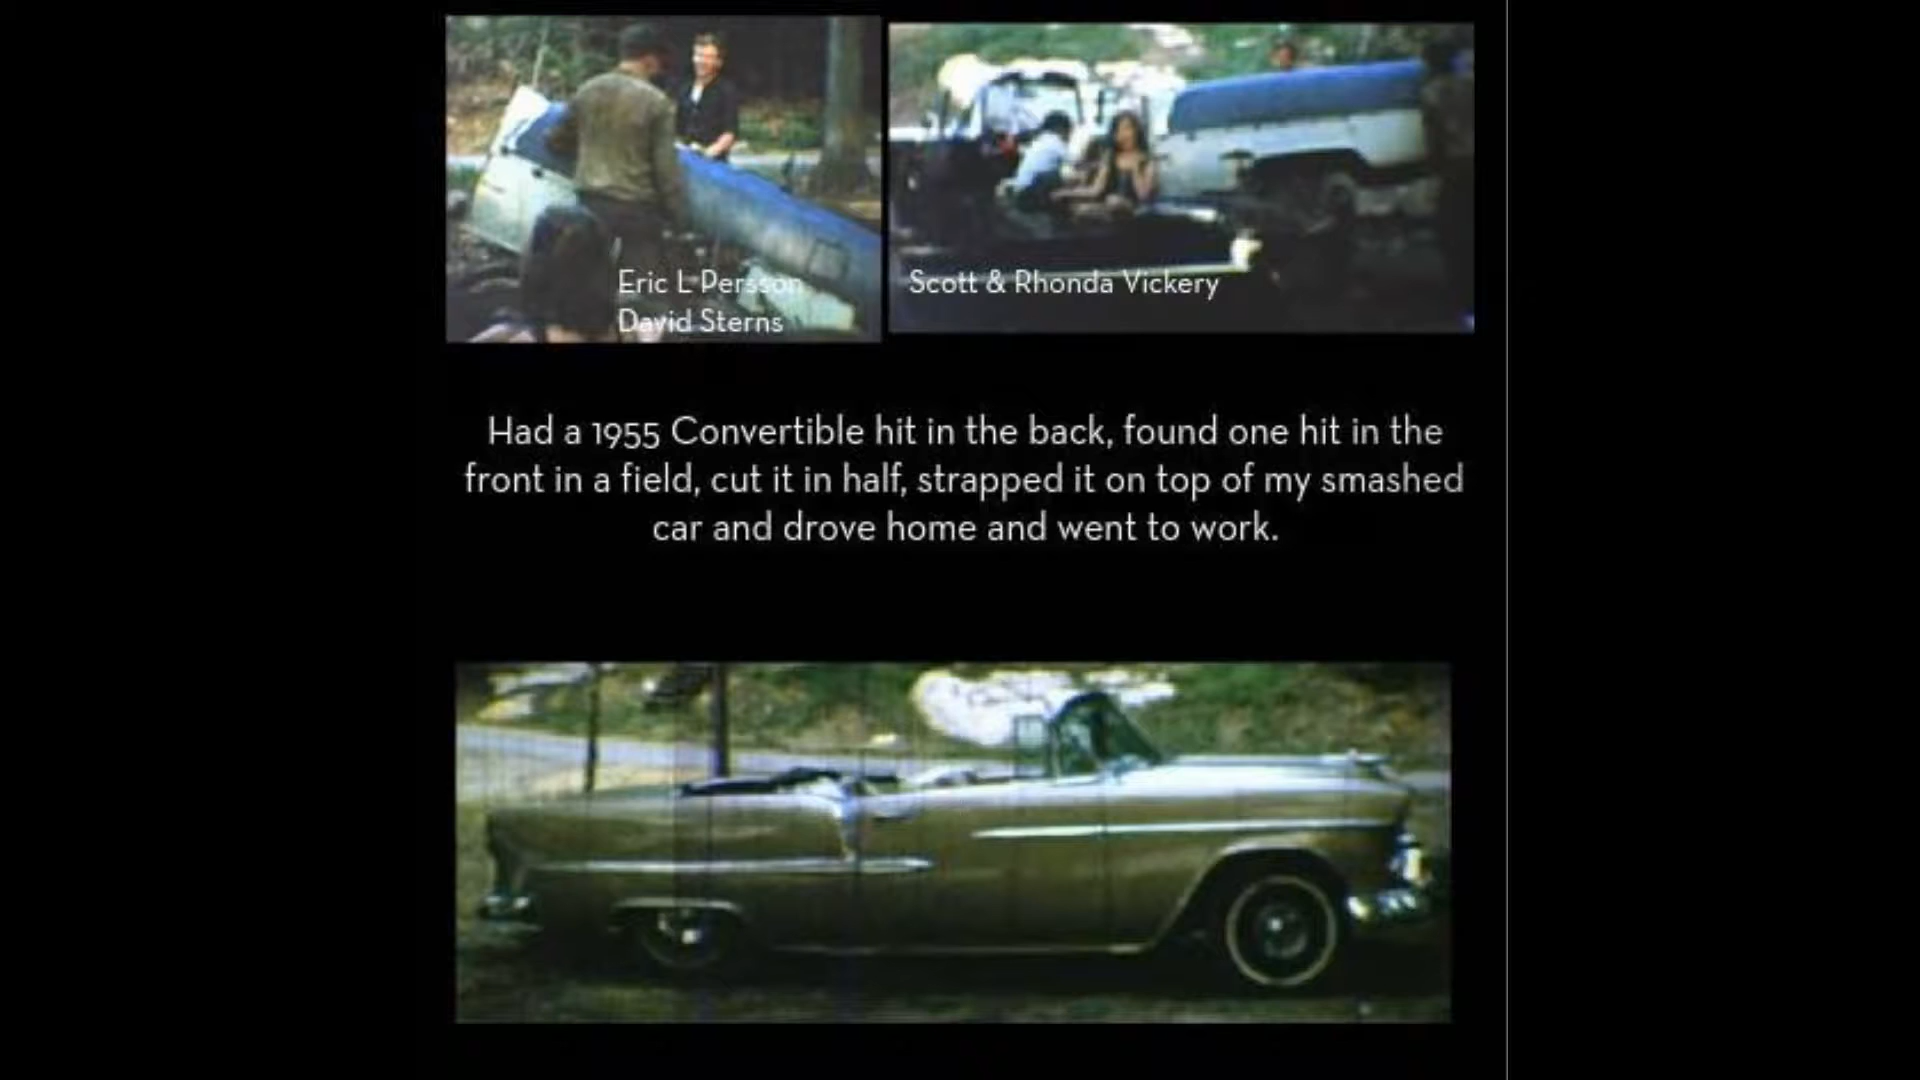 Eric L Persson
David Sterns
Scott & Rhonda Vickery
Had a 1955 Convertible hit in the back, found one hit in the
front in a field, cut it in half, strapped it on top of my smashed
car and drove home and went to work.